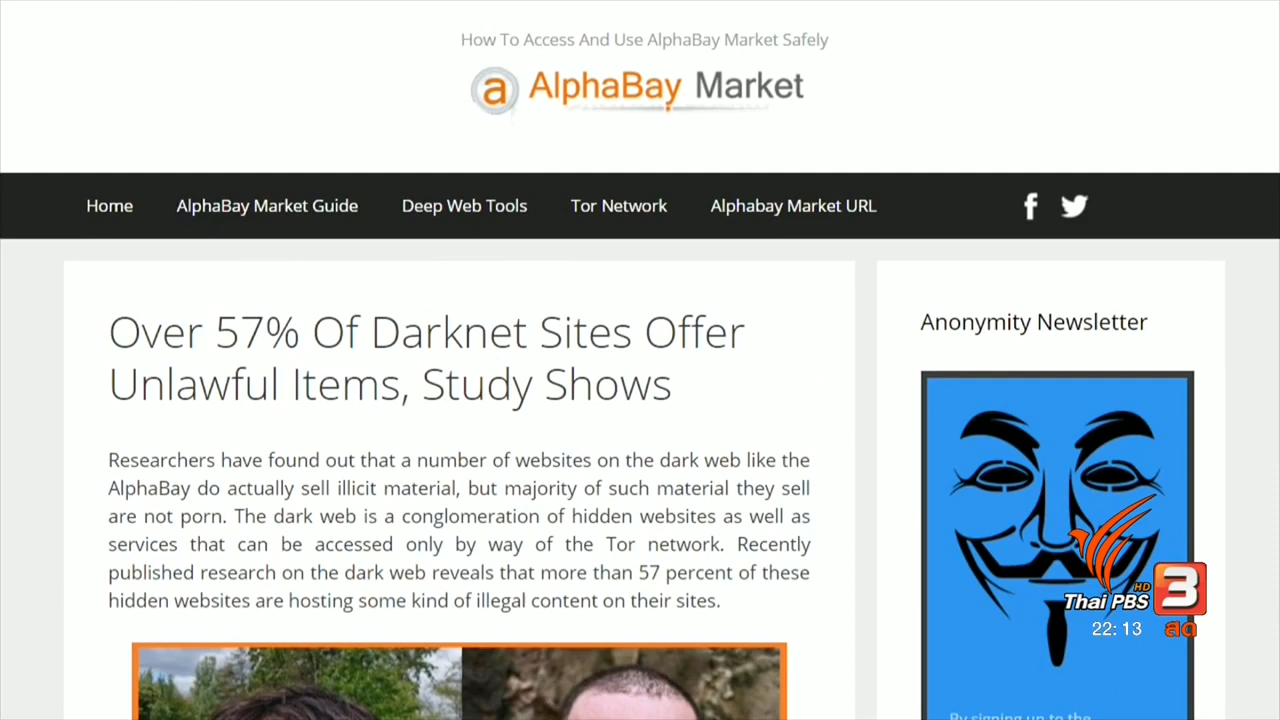 How To Access And Use AlphaBay Market Safely
a AlphaBay Market
Home AlphaBay Market Guide Deep Web Tools Tor Network Alphabay Market URL
Over 57% Of Darknet Sites Offer
Unlawful Items, Study Shows
Researchers have found out that a number of websites on the dark web like the
AlphaBay do actually sell illicit material, but majority of such material they sell
are not porn. The dark web is a conglomeration of hidden websites as well as
services that can be accessed only by way of the Tor network. Recently
published research on the dark web reveals that more than 57 percent of these
hidden websites are hosting some kind of illegal content on their sites.
Anonymity Newsletter
By signing up to the
HD
Thai PBS 3
22:13 สด